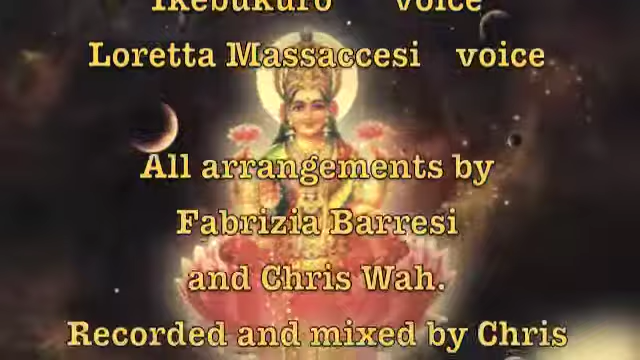 Ikebukuro voice
Loretta Massaccesi voice
All arrangements by
Fabrizia Barresi
and Chris Wah.
Recorded and mixed by Chris